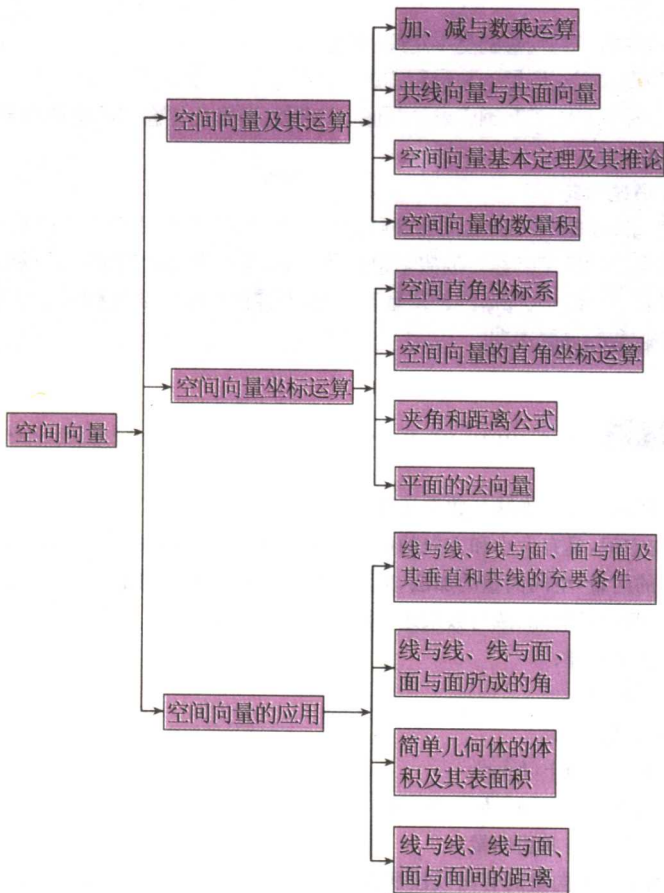 空间向量
空间向量及其运算
加、减与数乘运算
共线向量与共面向量
空间向量基本定理及其推论
空间向量的数量积
空间向量坐标运算
空间直角坐标系
空间向量的直角坐标运算
夹角和距离公式
平面的法向量
空间向量的应用
线与线、线与面、面与面及
其垂直和共线的充要条件
线与线、线与面、
面与面所成的角
简单几何体的体
积及其表面积
线与线、线与面、
面与面间的距离